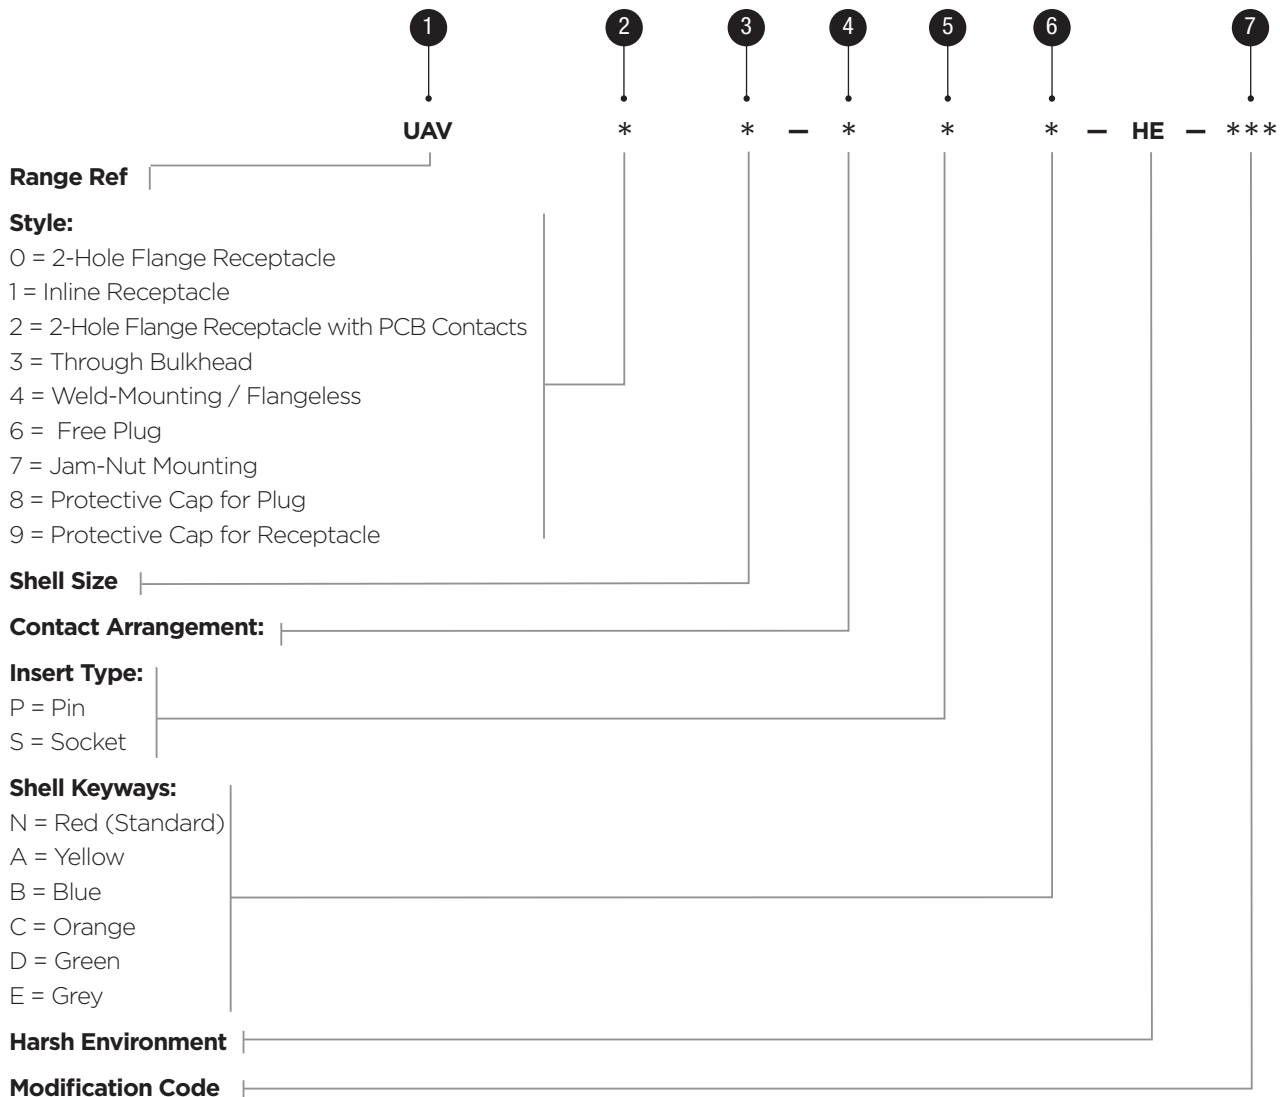 1 2 3 4 5 6 7
UAV * * – * * * – HE – ***
Range Ref
Style:
0 = 2-Hole Flange Receptacle
1 = Inline Receptacle
2 = 2-Hole Flange Receptacle with PCB Contacts
3 = Through Bulkhead
4 = Weld-Mounting / Flangeless
6 = Free Plug
7 = Jam-Nut Mounting
8 = Protective Cap for Plug
9 = Protective Cap for Receptacle
Shell Size
Contact Arrangement:
Insert Type:
P = Pin
S = Socket
Shell Keyways:
N = Red (Standard)
A = Yellow
B = Blue
C = Orange
D = Green
E = Grey
Harsh Environment
Modification Code